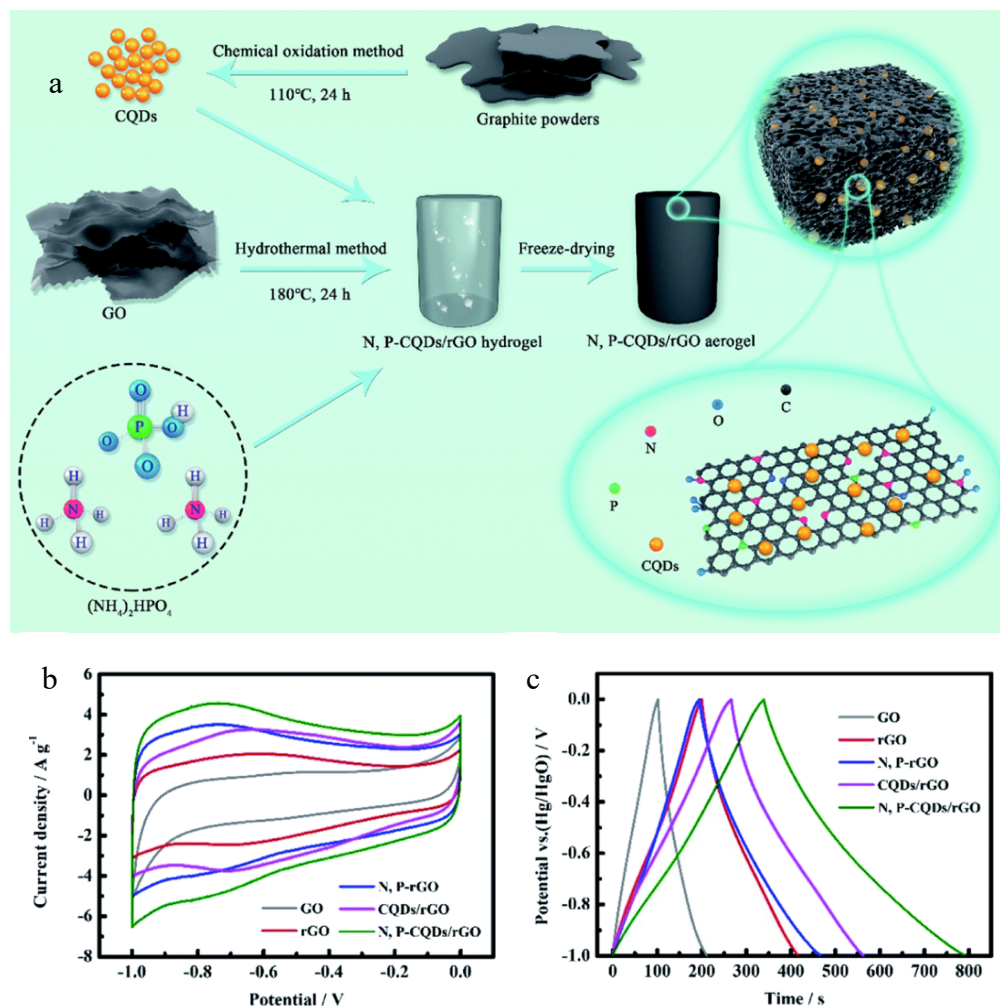 a
Chemical oxidation method
110℃, 24 h
CQDs
Graphite powders
Hydrothermal method
180℃, 24 h
GO
Freeze-drying
N, P-CQDs/rGO hydrogel
N, P-CQDs/rGO aerogel
O
H
P
O
O
O
H
H
N
H
H
H
H
N
H
H
(NH₄)₂HPO₄
C
O
N
P
CQDs
b
Current density / A g⁻¹
6
4
2
0
-2
-4
-6
-8
GO
rGO
N, P-rGO
CQDs/rGO
N, P-CQDs/rGO
-1.0
-0.8
-0.6
-0.4
-0.2
0.0
Potential / V
c
Potential vs.(Hg/HgO) / V
0.0
-0.2
-0.4
-0.6
-0.8
-1.0
GO
rGO
N, P-rGO
CQDs/rGO
N, P-CQDs/rGO
0
100
200
300
400
500
600
700
800
Time / s